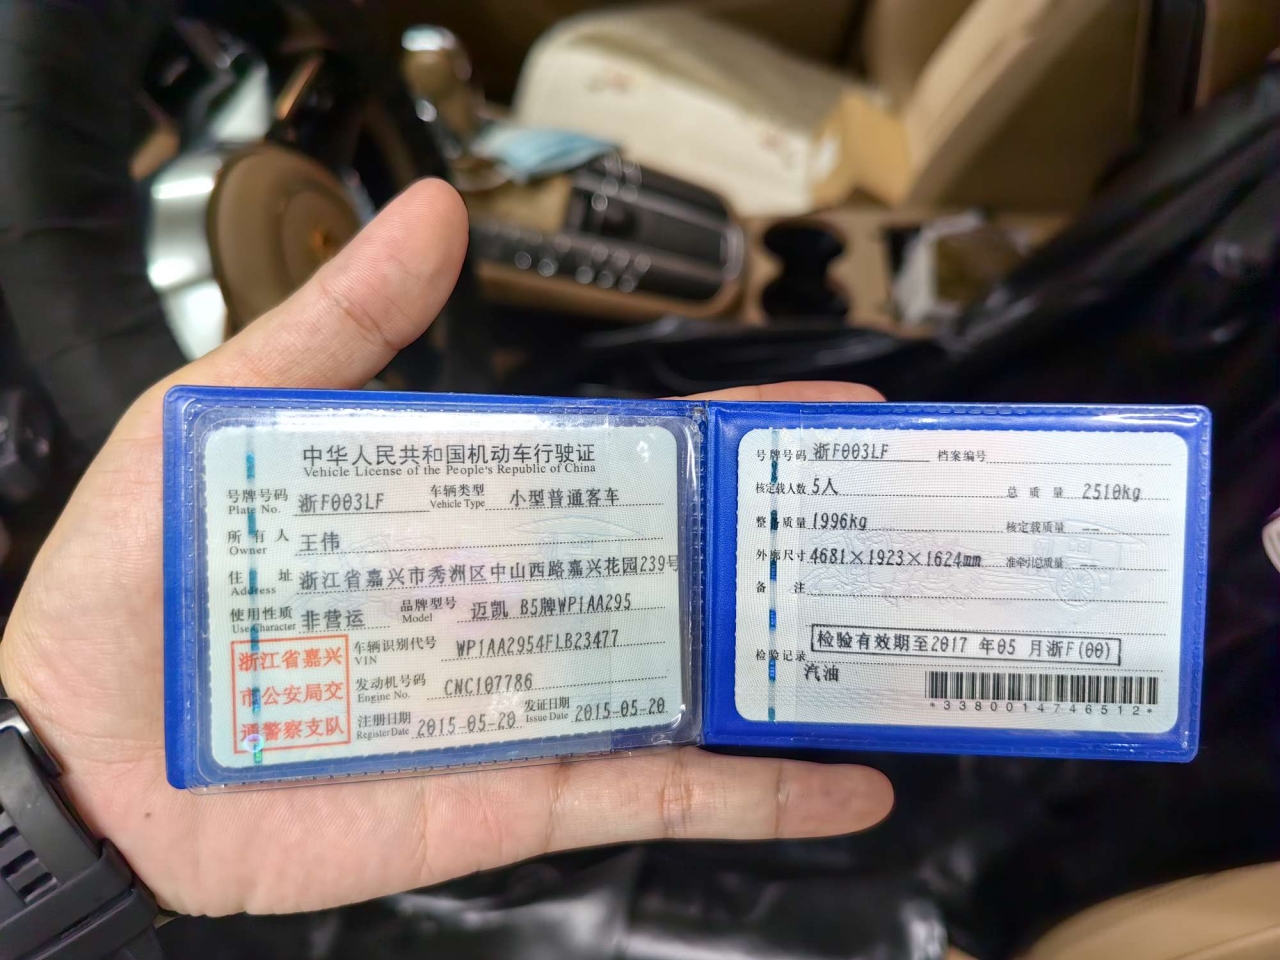 中华人民共和国机动车行驶证
Vehicle License of the People's Republic of China
号牌号码 浙F003LF 车辆类型 小型普通客车
Plate No. Vehicle Type
所有人 王伟
Owner
住址 浙江省嘉兴市秀洲区中山西路嘉兴花园239号
Address
使用性质 非营运 品牌型号 迈凯 B5牌WP1AA295
Use Character Model
浙江省嘉兴
市公安局交
通警察支队
车辆识别代号 WP1AA2954FLB23477
VIN
发动机号码 CNC107786
Engine No.
注册日期 2015-05-20 发证日期 2015-05-20
Register Date Issue Date
号牌号码 浙F003LF 档案编号
核定载人数 5人 总质量 2510kg
整备质量 1996kg 核定载质量 --
外廓尺寸 4681×1923×1624mm 准牵引总质量 --
备注
检验有效期至2017 年05 月浙F(00)
检验记录
汽油
*3380014746512*